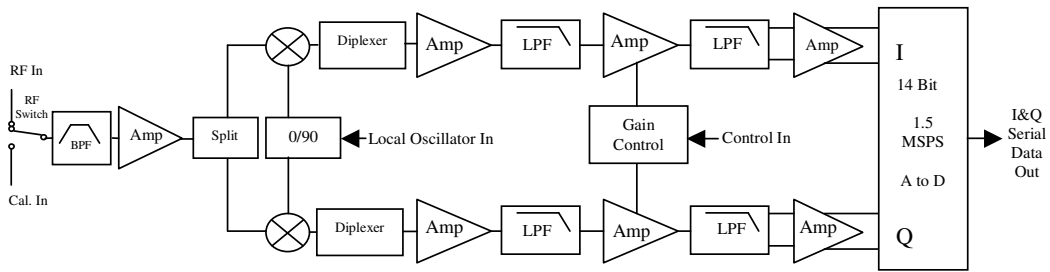 RF In
RF
Switch
BPF
Cal. In
Amp
Split
0/90
Local Oscillator In
Diplexer
Amp
LPF
Amp
LPF
Amp
Gain
Control
Control In
Diplexer
Amp
LPF
Amp
LPF
Amp
I
14 Bit
1.5
MSPS
A to D
Q
I&Q
Serial
Data
Out